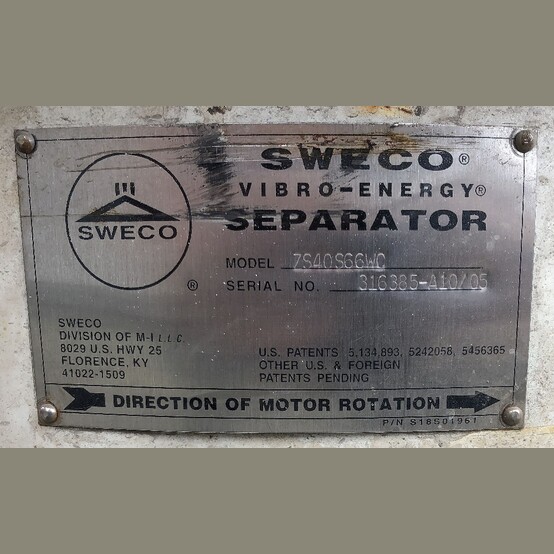 SWECO®
VIBRO-ENERGY®
SEPARATOR
SWECO
®
MODEL ZS40S66WC
SERIAL NO. 316385-A10/05
SWECO
DIVISION OF M-I L.L.C.
8029 U.S. HWY 25
FLORENCE, KY
41022-1509
U.S. PATENTS 5,134,893, 5242058, 5456365
OTHER U.S. & FOREIGN
PATENTS PENDING
DIRECTION OF MOTOR ROTATION
P/N S18S01961